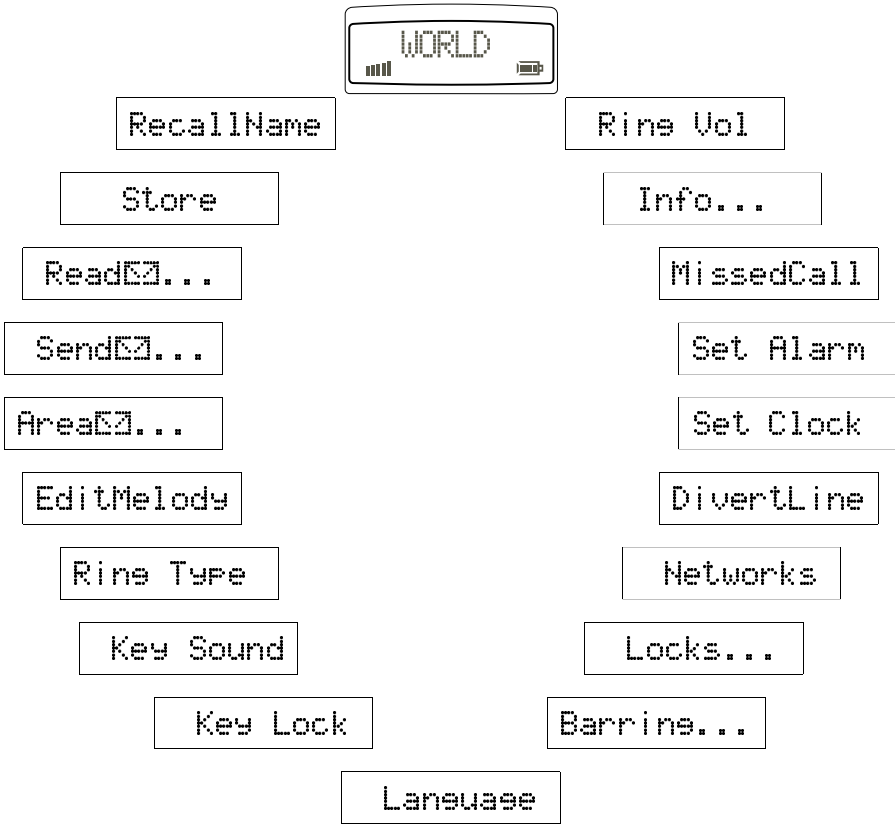 WORLD
RecallName
Ring Vol
Store
Info...
Read✉...
MissedCall
Send✉...
Set Alarm
Area✉...
Set Clock
EditMelody
DivertLine
Ring Type
Networks
Key Sound
Locks...
Key Lock
Barring...
Language